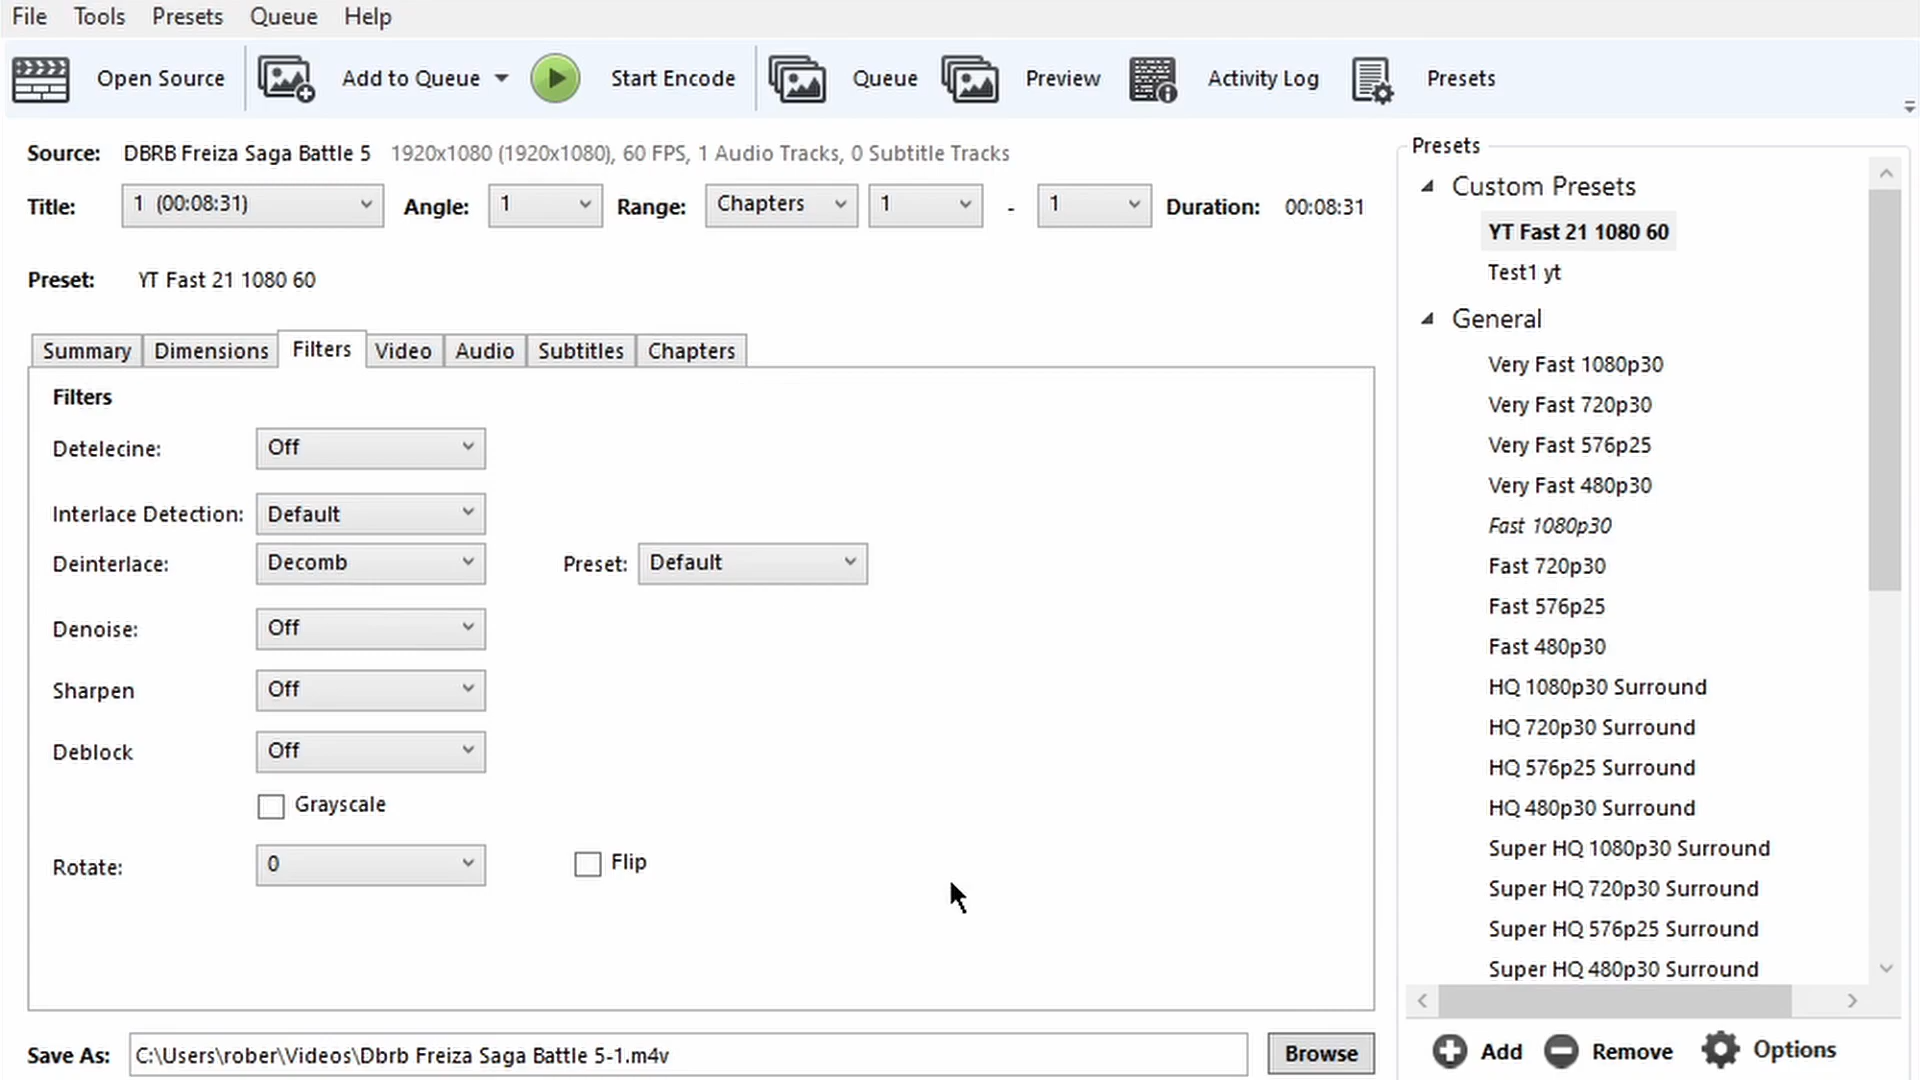 File Tools Presets Queue Help
Open Source Add to Queue Start Encode Queue Preview Activity Log Presets
Source: DBRB Freiza Saga Battle 5 1920x1080 (1920x1080), 60 FPS, 1 Audio Tracks, 0 Subtitle Tracks
Title: 1 (00:08:31) Angle: 1 Range: Chapters 1 - 1 Duration: 00:08:31
Preset: YT Fast 21 1080 60
Summary Dimensions Filters Video Audio Subtitles Chapters
Filters
Detelecine: Off
Interlace Detection: Default
Deinterlace: Decomb Preset: Default
Denoise: Off
Sharpen Off
Deblock Off
Grayscale
Rotate: 0 Flip
Save As: C:\Users\rober\Videos\Dbrb Freiza Saga Battle 5-1.m4v Browse
Presets
Custom Presets
YT Fast 21 1080 60
Test1 yt
General
Very Fast 1080p30
Very Fast 720p30
Very Fast 576p25
Very Fast 480p30
Fast 1080p30
Fast 720p30
Fast 576p25
Fast 480p30
HQ 1080p30 Surround
HQ 720p30 Surround
HQ 576p25 Surround
HQ 480p30 Surround
Super HQ 1080p30 Surround
Super HQ 720p30 Surround
Super HQ 576p25 Surround
Super HQ 480p30 Surround
Add Remove Options